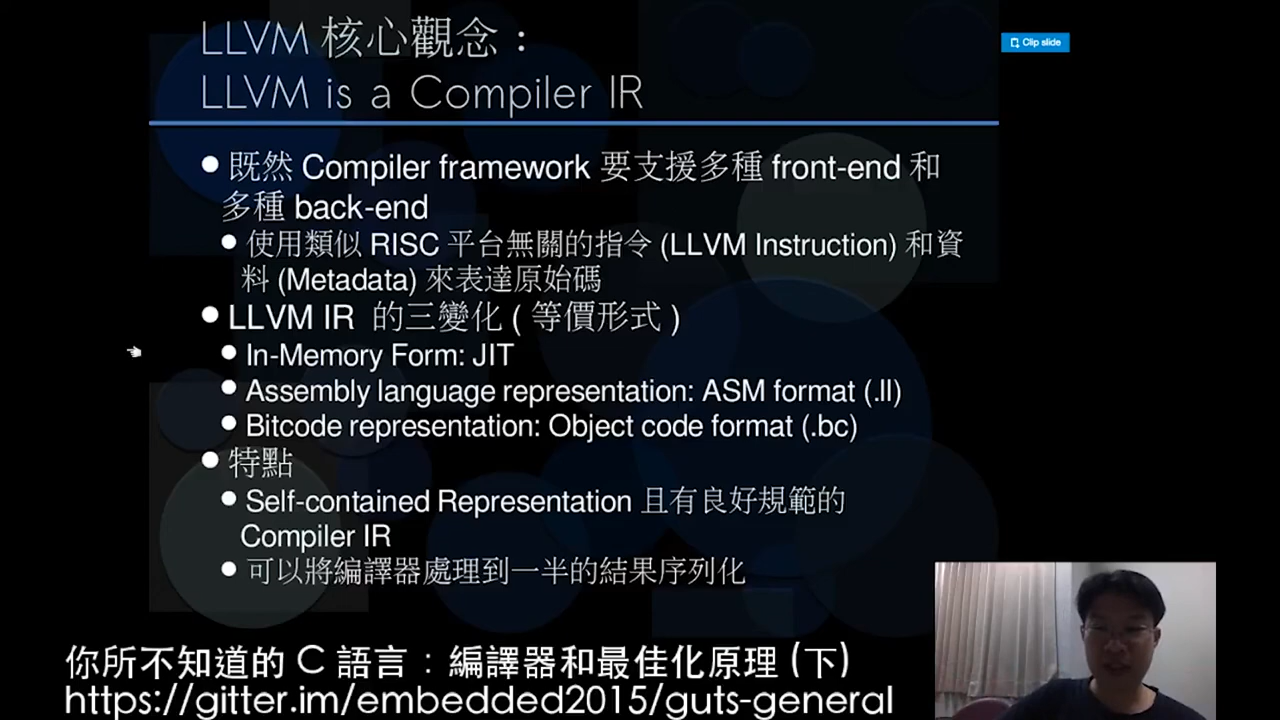 LLVM 核心觀念：
Clip slide
LLVM is a Compiler IR
● 既然 Compiler framework 要支援多種 front-end 和
多種 back-end
● 使用類似 RISC 平台無關的指令 (LLVM Instruction) 和資
料 (Metadata) 來表達原始碼
● LLVM IR 的三變化 ( 等價形式 )
● In-Memory Form: JIT
● Assembly language representation: ASM format (.ll)
● Bitcode representation: Object code format (.bc)
● 特點
● Self-contained Representation 且有良好規範的
Compiler IR
● 可以將編譯器處理到一半的結果序列化
你所不知道的 C 語言：編譯器和最佳化原理 (下)
https://gitter.im/embedded2015/guts-general